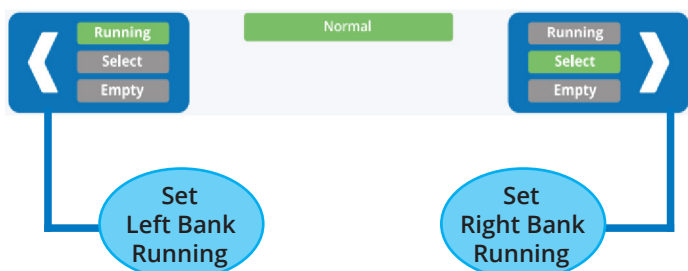 Running
Select
Empty
Normal
Running
Select
Empty
Set
Left Bank
Running
Set
Right Bank
Running